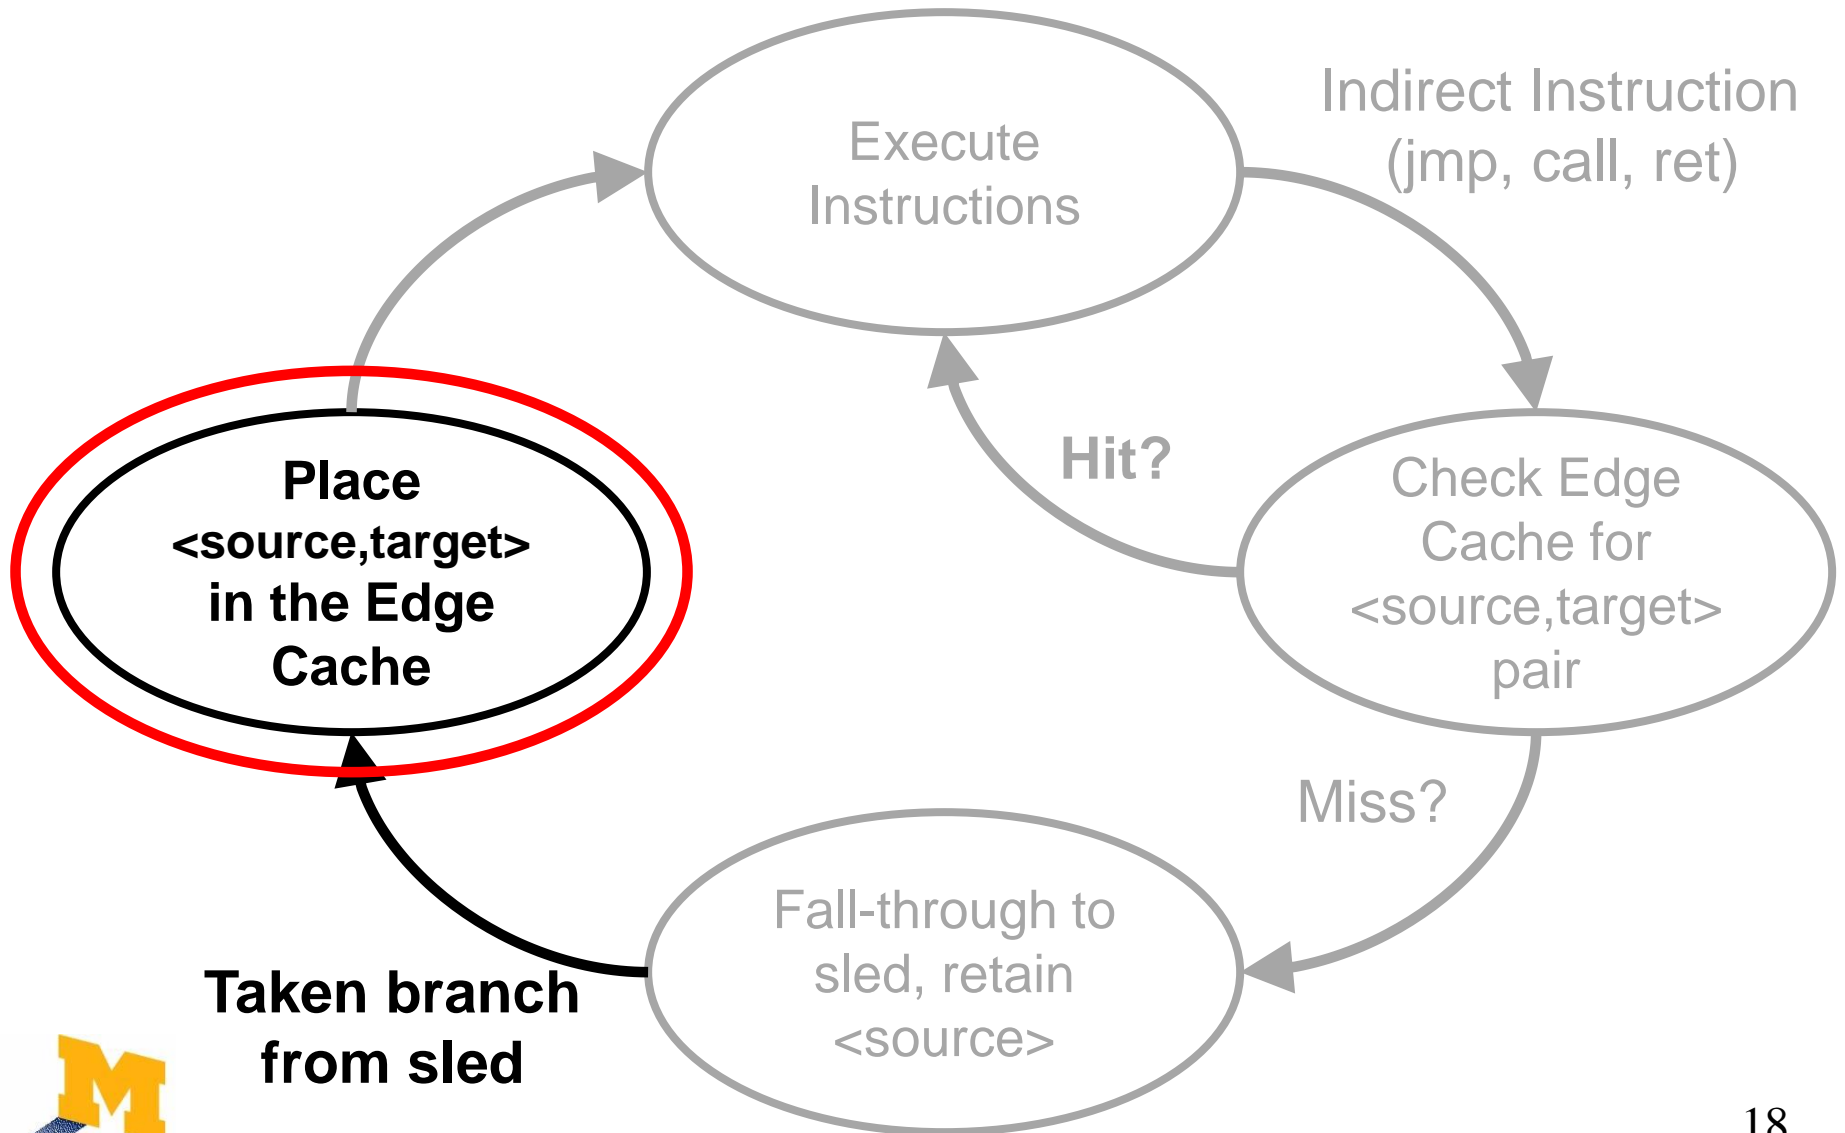 Execute
Instructions
Indirect Instruction
(jmp, call, ret)
Hit?
Check Edge
Cache for
<source,target>
pair
Place
<source,target>
in the Edge
Cache
Miss?
Fall-through to
sled, retain
<source>
Taken branch
from sled
M
18